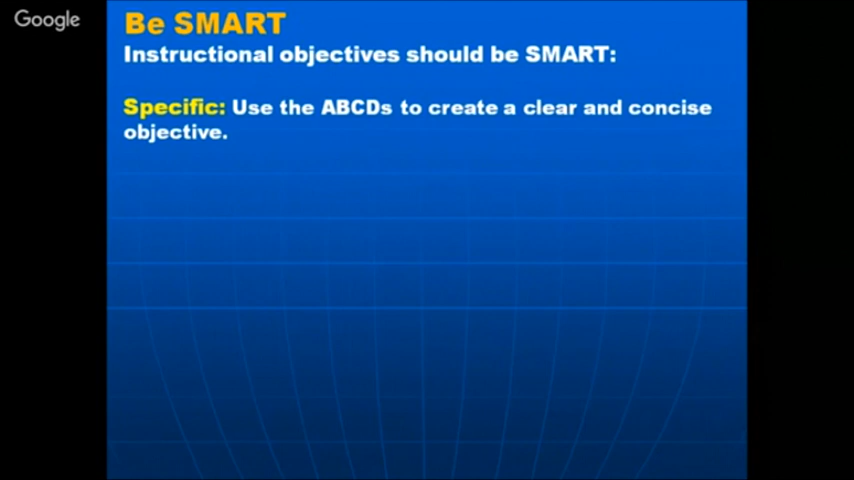 Google
Be SMART
Instructional objectives should be SMART:
Specific: Use the ABCDs to create a clear and concise
objective.